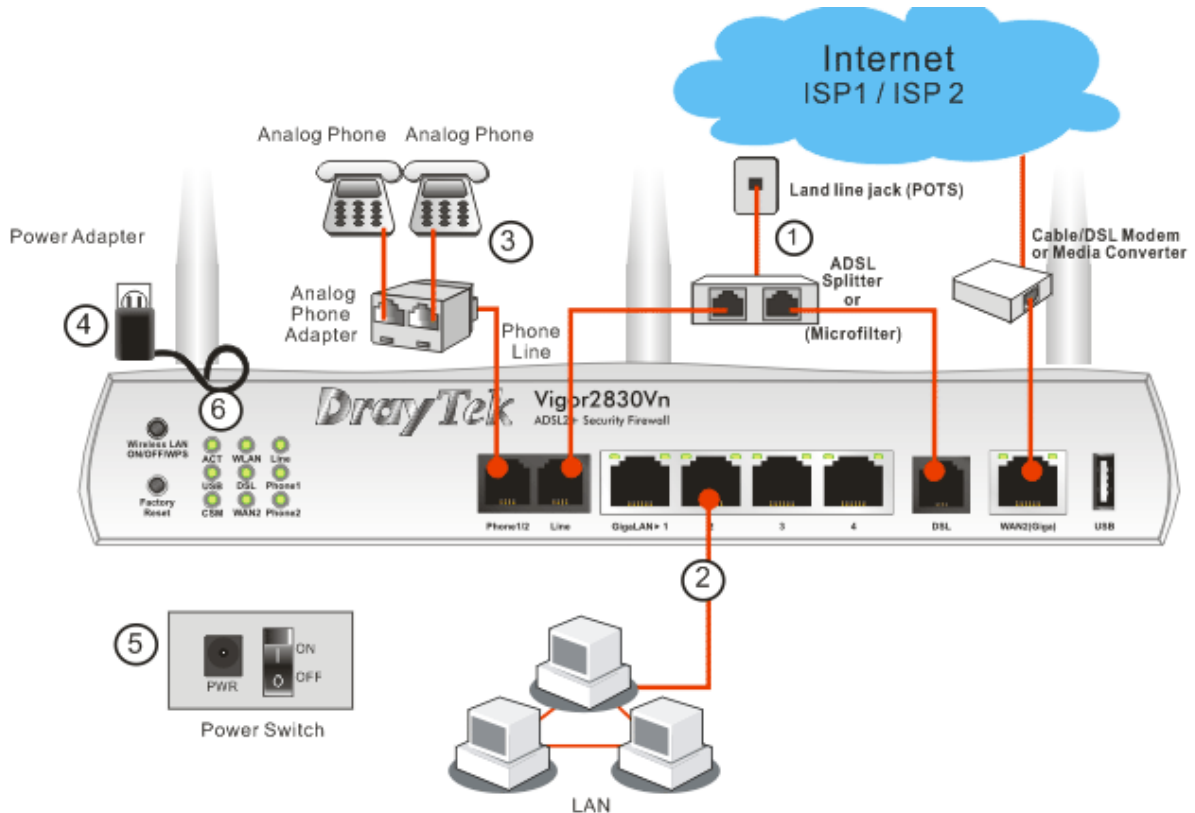 Internet
ISP1 / ISP 2
Analog Phone
Analog Phone
Land line jack (POTS)
Power Adapter
3
1
Cable/DSL Modem
or Media Converter
ADSL
Splitter
or
(Microfilter)
Analog
Phone
Adapter
4
Phone
Line
6
DrayTek
Vigor2830Vn
ADSL2+ Security Firewall
Wireless LAN
ON/OFF/WPS
ACT WLAN Line
USB DSL Phone1
CSM WAN2 Phone2
Factory
Reset
Phone1/2
Line
GigaLAN► 1
2
3
4
DSL
WAN2(Giga)
USB
2
5
PWR
ON
I
OFF
0
Power Switch
LAN